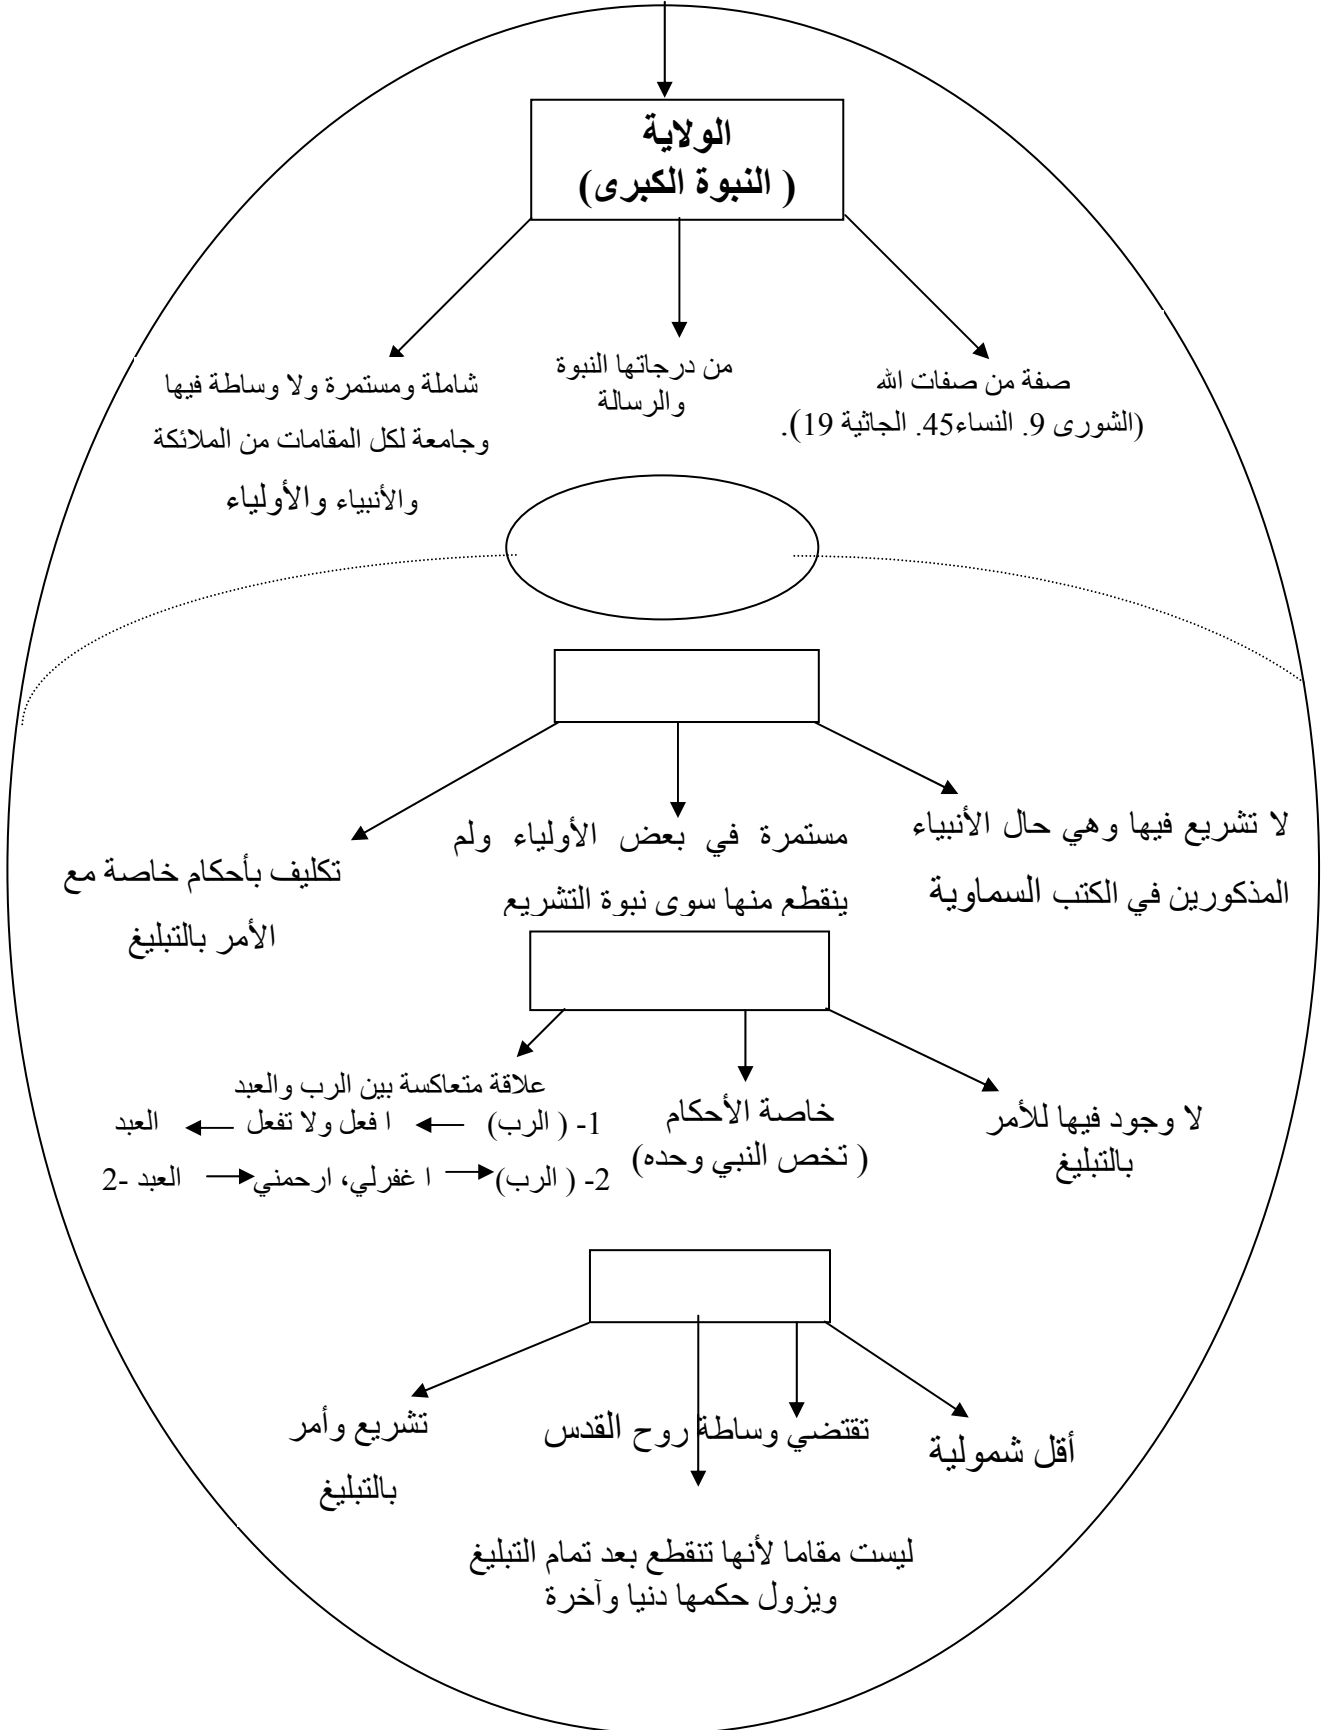 الولاية
( النبوة الكبرى)
صفة من صفات الله
(الشورى 9. النساء45. الجاثية 19).
من درجاتها النبوة
والرسالة
شاملة ومستمرة ولا وساطة فيها
وجامعة لكل المقامات من الملائكة
والأنبياء والأولياء
لا تشريع فيها وهي حال الأنبياء
المذكورين في الكتب السماوية
مستمرة في بعض الأولياء ولم
ينقطع منها سوى نبوة التشريع
تكليف بأحكام خاصة مع
الأمر بالتبليغ
لا وجود فيها للأمر
بالتبليغ
خاصة الأحكام
( تخص النبي وحده)
علاقة متعاكسة بين الرب والعبد
1- ( الرب) ← ا فعل ولا تفعل ← العبد
2- ( الرب) → ا غفرلي، ارحمني → العبد -2
أقل شمولية
تقتضي وساطة روح القدس
تشريع وأمر
بالتبليغ
ليست مقاما لأنها تنقطع بعد تمام التبليغ
ويزول حكمها دنيا وآخرة